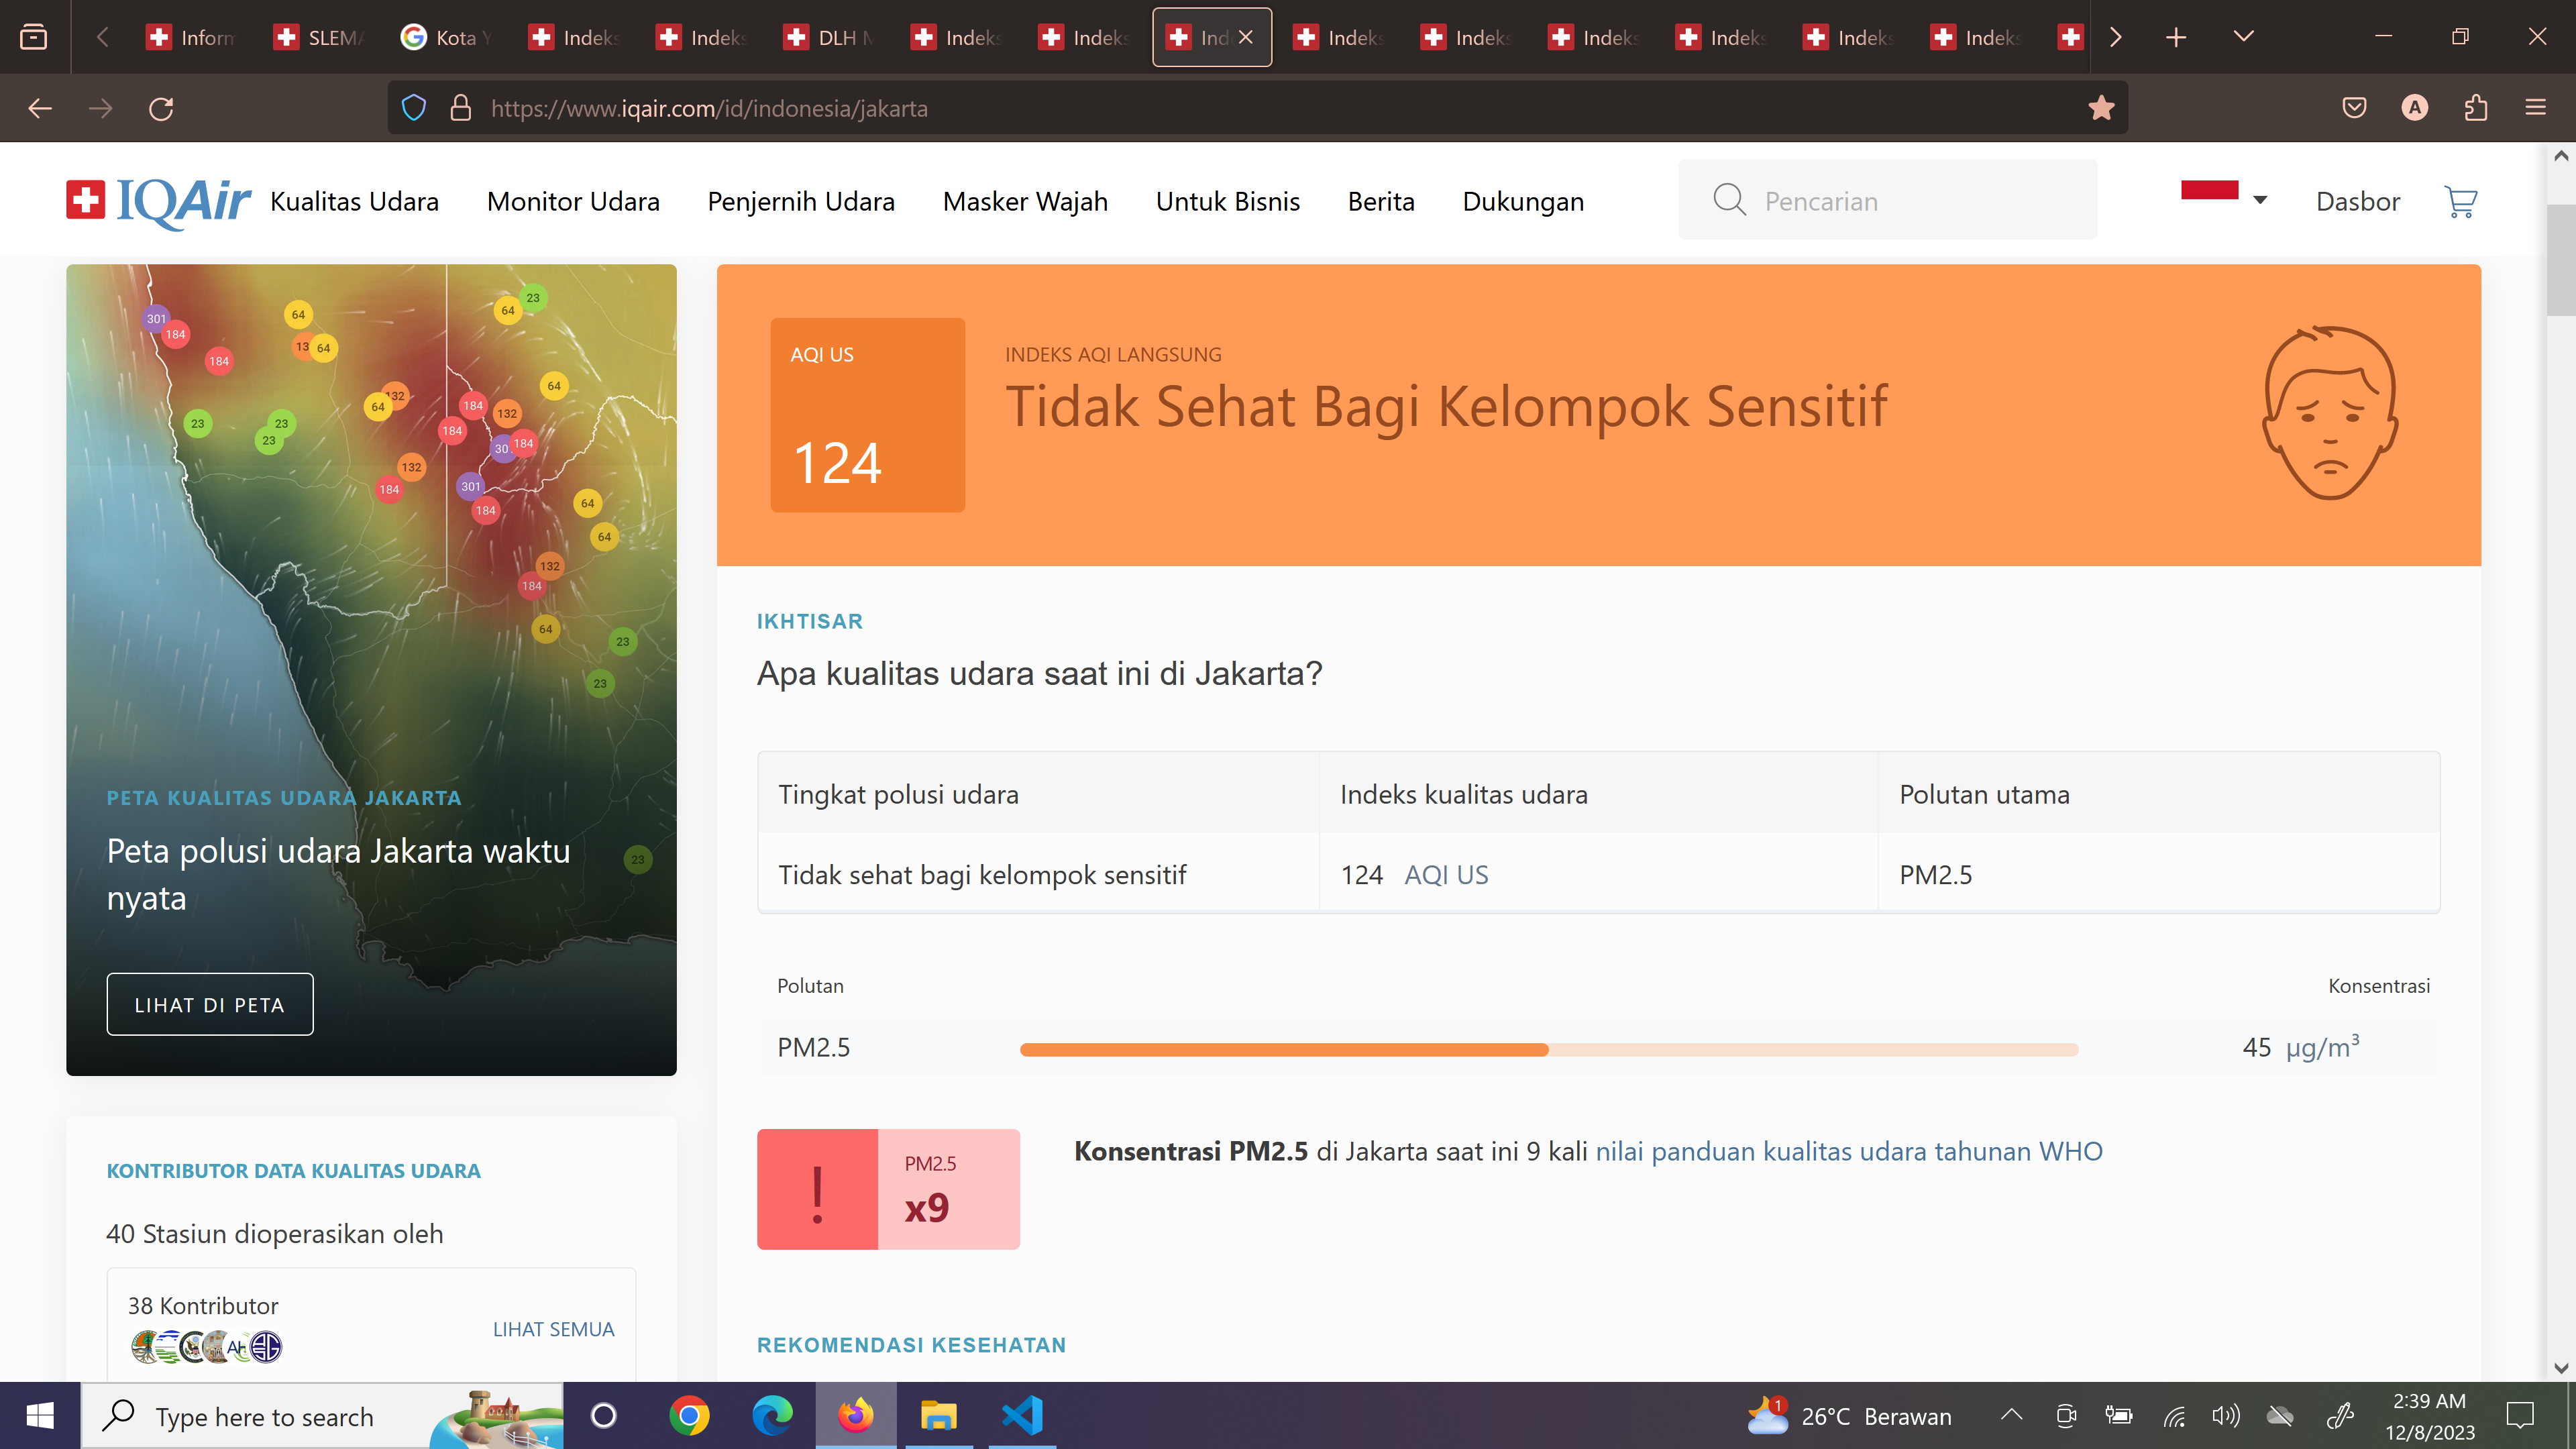 Inform
SLEMA
Kota Y
Indeks
Indeks
DLH M
Indeks
Indeks
Ind
Indeks
Indeks
Indeks
Indeks
Indeks
Indeks
https://www.iqair.com/id/indonesia/jakarta
A
IQAir
Kualitas Udara
Monitor Udara
Penjernih Udara
Masker Wajah
Untuk Bisnis
Berita
Dukungan
Pencarian
Dasbor
301
184
184
64
13
64
64
23
23
23
23
64
132
184
132
184
30
184
64
132
184
301
184
64
64
132
184
64
23
23
23
PETA KUALITAS UDARA JAKARTA
Peta polusi udara Jakarta waktu
nyata
LIHAT DI PETA
KONTRIBUTOR DATA KUALITAS UDARA
40 Stasiun dioperasikan oleh
38 Kontributor
LIHAT SEMUA
AQI US
124
INDEKS AQI LANGSUNG
Tidak Sehat Bagi Kelompok Sensitif
IKHTISAR
Apa kualitas udara saat ini di Jakarta?
Tingkat polusi udara Indeks kualitas udara Polutan utama
Tidak sehat bagi kelompok sensitif 124 AQI US PM2.5
Polutan Konsentrasi
PM2.5 45 µg/m³
! PM2.5
x9
Konsentrasi PM2.5 di Jakarta saat ini 9 kali nilai panduan kualitas udara tahunan WHO
REKOMENDASI KESEHATAN
Type here to search
1
26°C Berawan
2:39 AM
12/8/2023